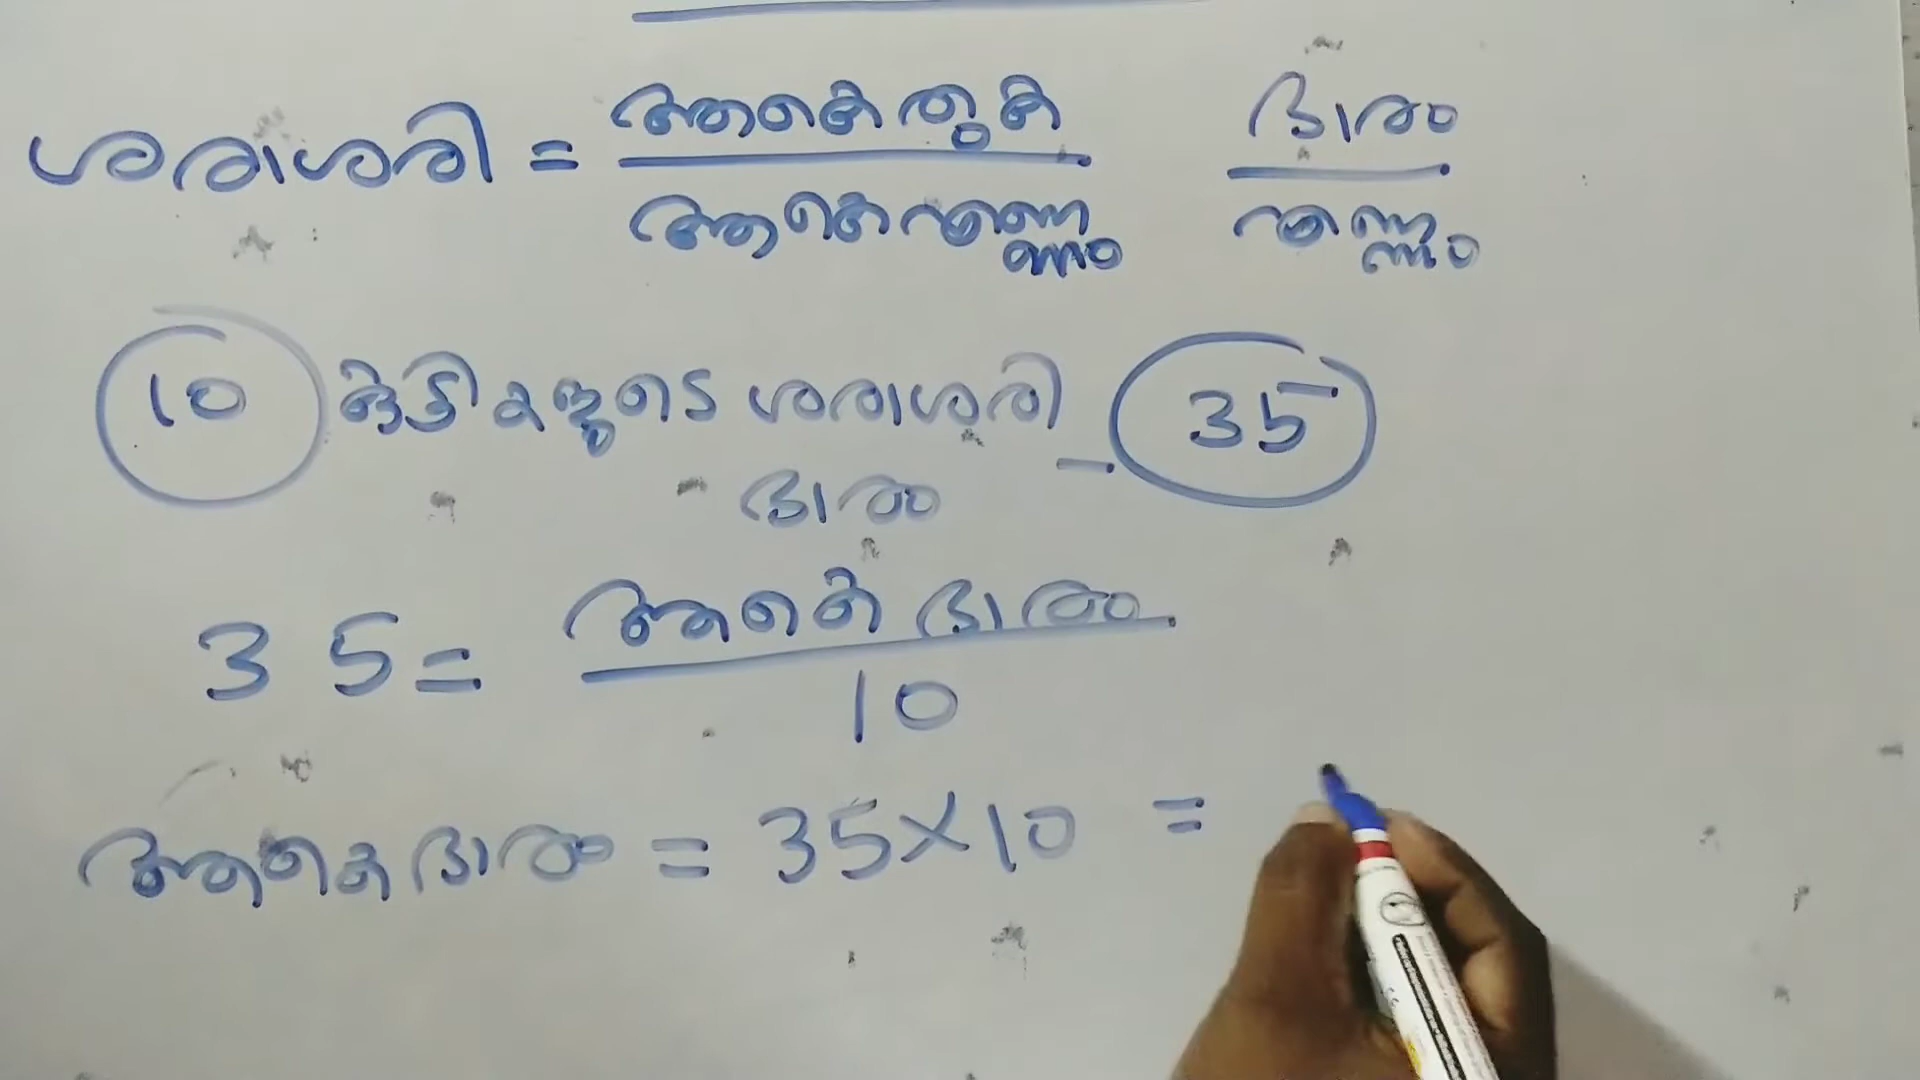 ശരാശരി = ആകെ തുക / ആകെ എണ്ണം ഭാരം / എണ്ണം
10 കുട്ടികളുടെ ശരാശരി ഭാരം - 35
35 = ആകെ ഭാരം / 10
ആകെ ഭാരം = 35 × 10 =